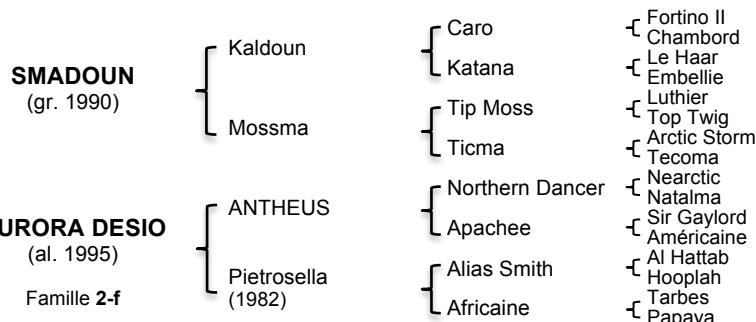 SMADOUN
(gr. 1990)
URORA DESIO
(al. 1995)
Famille 2-f
Kaldoun
Mossma
ANTHEUS
Pietrosella
(1982)
Caro
Katana
Tip Moss
Ticma
Northern Dancer
Apachee
Alias Smith
Africaine
Fortino II
Chambord
Le Haar
Embellie
Luthier
Top Twig
Arctic Storm
Tecoma
Nearctic
Natalma
Sir Gaylord
Américaine
Al Hattab
Hooplah
Tarbes
Papaya